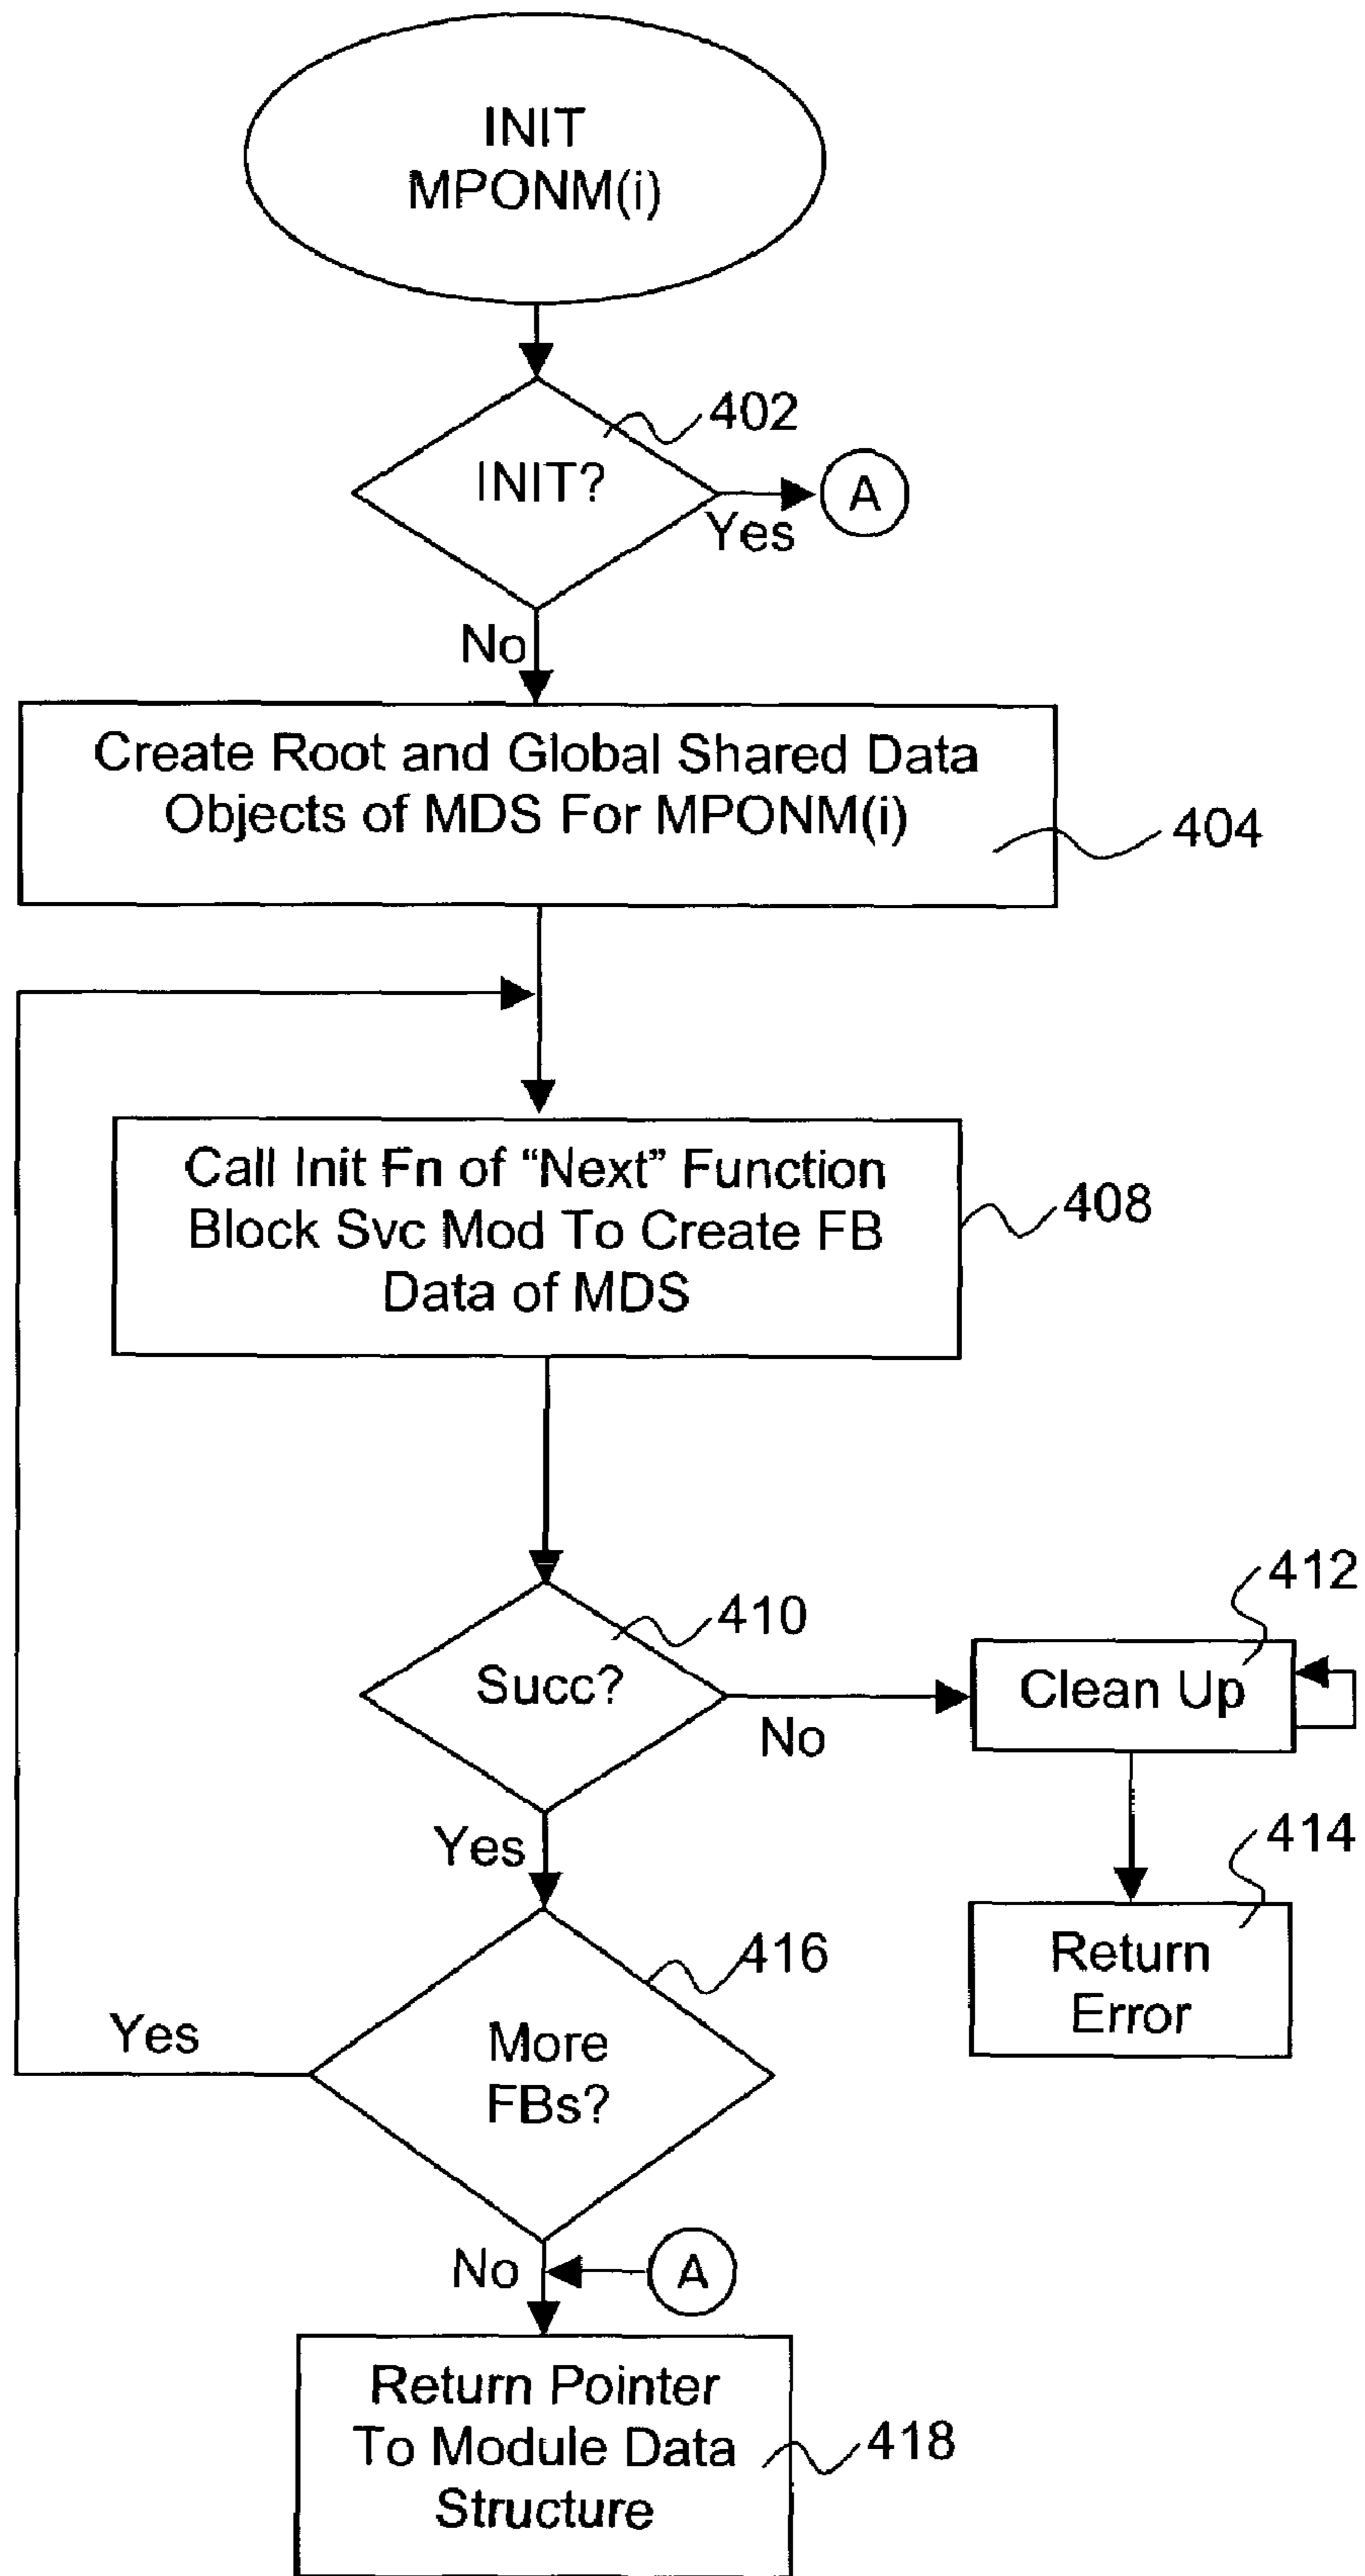 INIT
MPONM(i)
402
INIT?
A
Yes
No
Create Root and Global Shared Data
Objects of MDS For MPONM(i)
404
Call Init Fn of “Next” Function
Block Svc Mod To Create FB
Data of MDS
408
410
Succ?
No
412
Clean Up
Yes
414
Return
Error
416
More
FBs?
Yes
No
A
Return Pointer
To Module Data
Structure
418